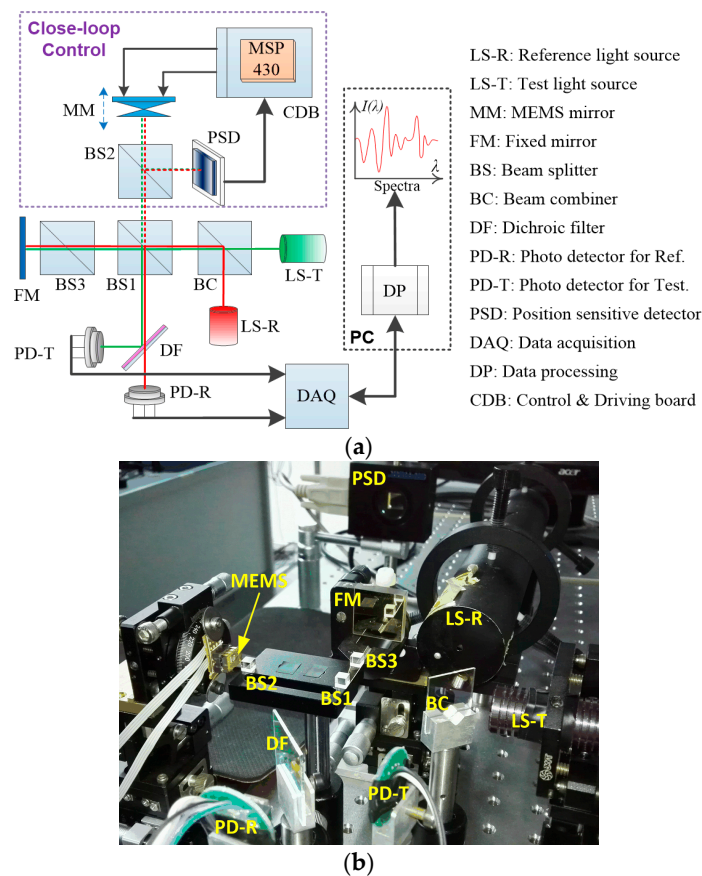 Close-loop
Control
MSP
430
CDB
MM
PSD
BS2
I(λ)
λ
Spectra
FM
BS3
BS1
BC
LS-T
LS-R
DP
PC
PD-T
DF
PD-R
DAQ
LS-R: Reference light source
LS-T: Test light source
MM: MEMS mirror
FM: Fixed mirror
BS: Beam splitter
BC: Beam combiner
DF: Dichroic filter
PD-R: Photo detector for Ref.
PD-T: Photo detector for Test.
PSD: Position sensitive detector
DAQ: Data acquisition
DP: Data processing
CDB: Control & Driving board
(a)
PSD
acer
MEMS
FM
LS-R
BS3
BS2
BS1
BC
LS-T
DF
PD-T
PD-R
(b)